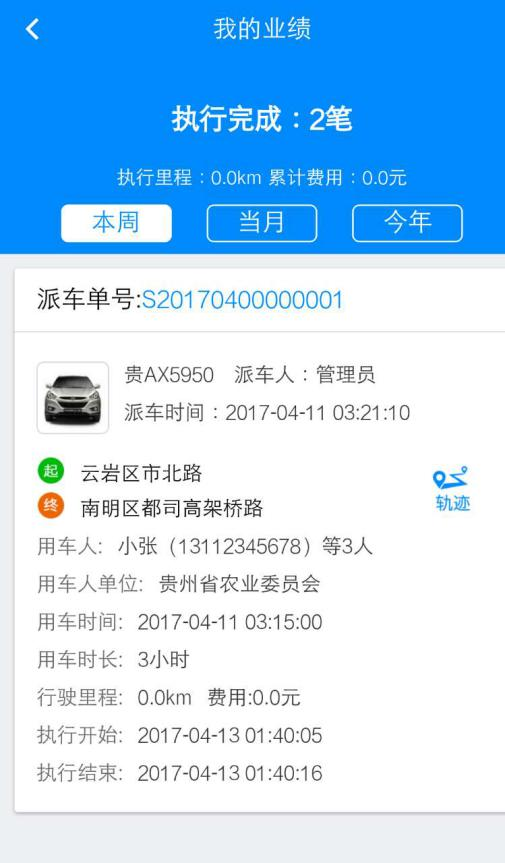 我的业绩
执行完成：2笔
执行里程：0.0km 累计费用：0.0元
本周 当月 今年
派车单号:S20170400000001
贵AX5950 派车人：管理员
派车时间：2017-04-11 03:21:10
起 云岩区市北路
终 南明区都司高架桥路
轨迹
用车人: 小张（13112345678）等3人
用车人单位: 贵州省农业委员会
用车时间: 2017-04-11 03:15:00
用车时长: 3小时
行驶里程: 0.0km 费用:0.0元
执行开始: 2017-04-13 01:40:05
执行结束: 2017-04-13 01:40:16